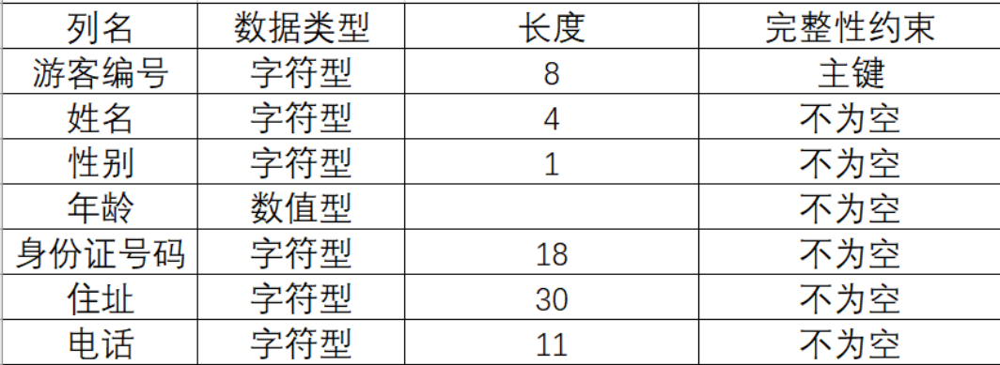 列名 数据类型 长度 完整性约束
游客编号 字符型 8 主键
姓名 字符型 4 不为空
性别 字符型 1 不为空
年龄 数值型 不为空
身份证号码 字符型 18 不为空
住址 字符型 30 不为空
电话 字符型 11 不为空